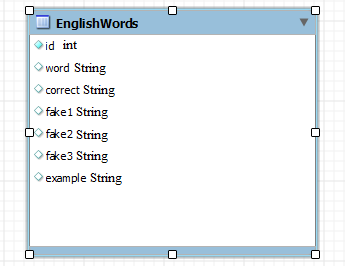 EnglishWords
id int
word String
correct String
fake1 String
fake2 String
fake3 String
example String